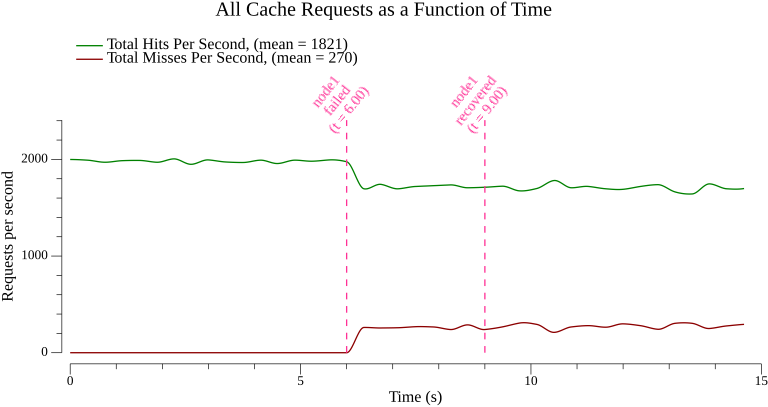 All Cache Requests as a Function of Time
Total Hits Per Second, (mean = 1821)
Total Misses Per Second, (mean = 270)
node1
failed
(t = 6.00)
node1
recovered
(t = 9.00)
Requests per second
2000
1000
0
0
5
10
15
Time (s)